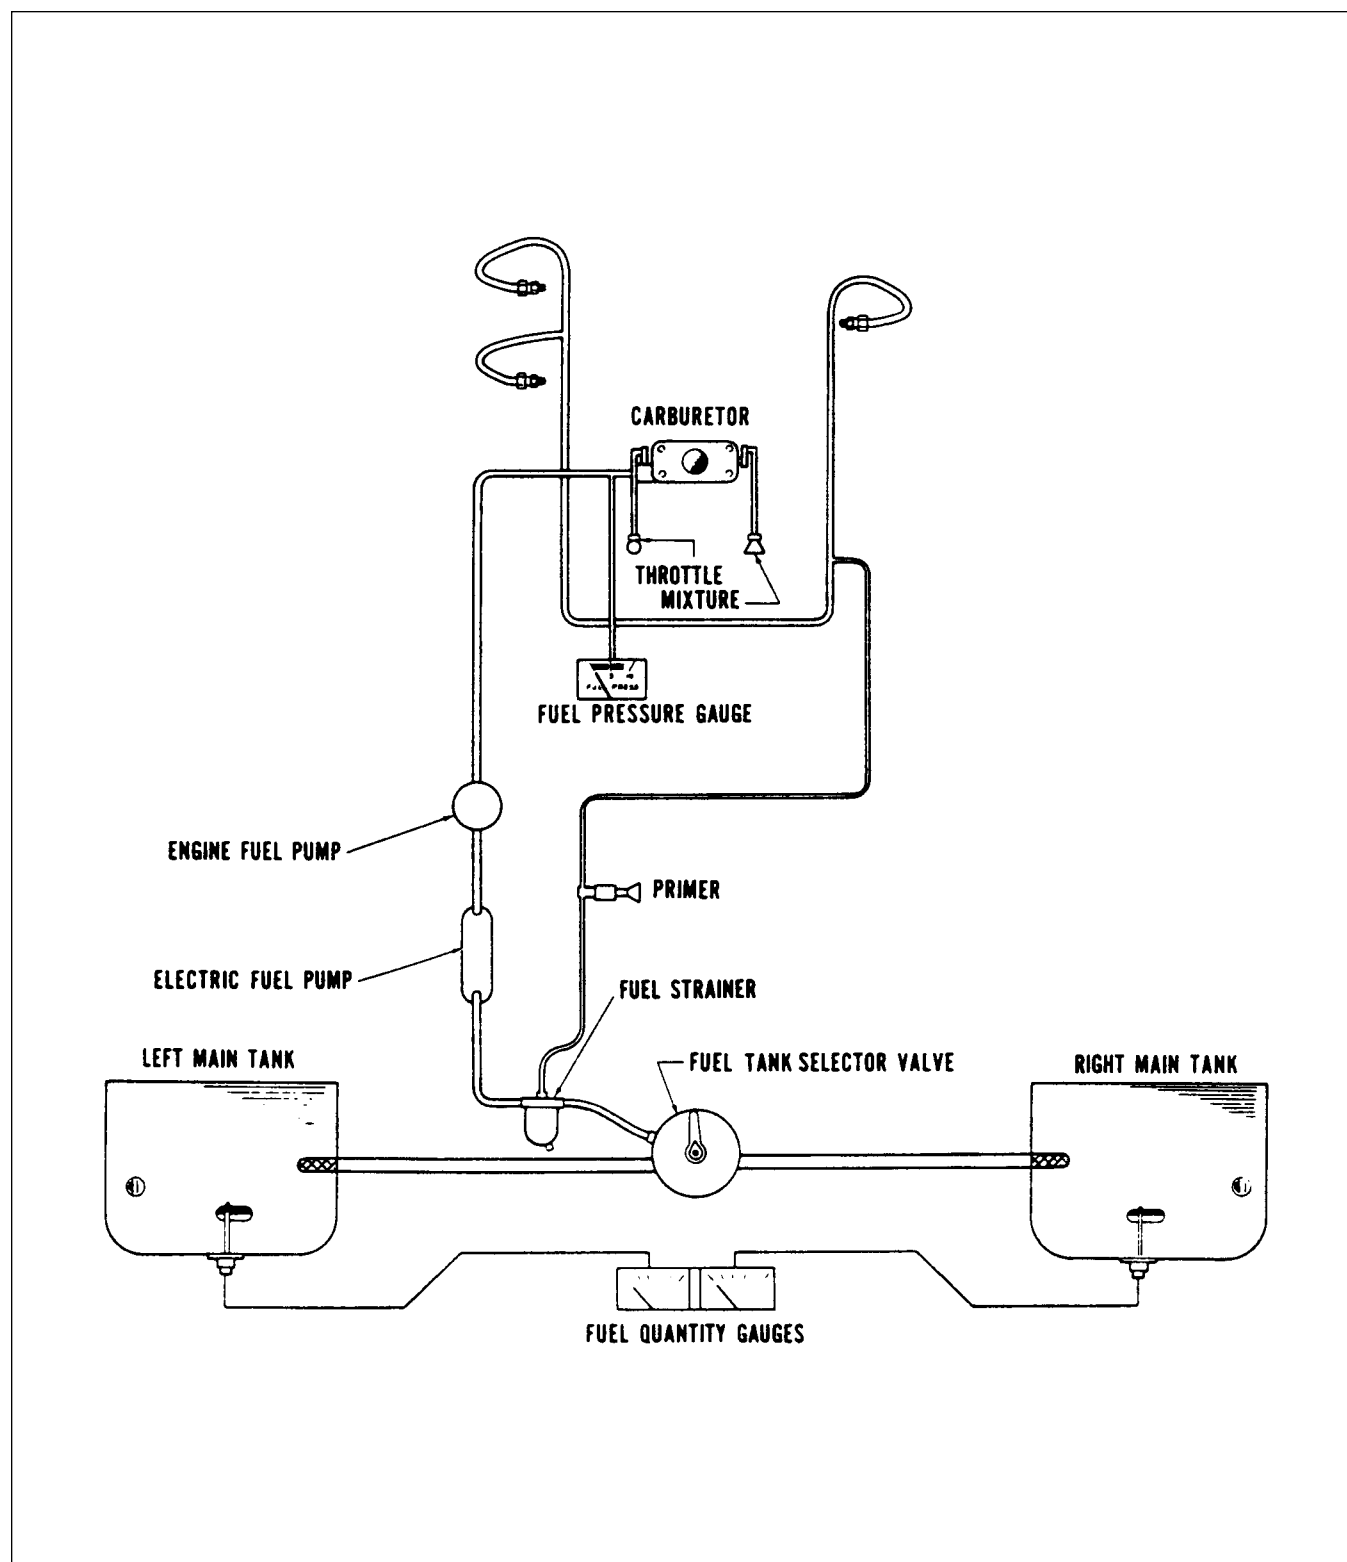 CARBURETOR
THROTTLE
MIXTURE
FUEL PRESSURE GAUGE
ENGINE FUEL PUMP
PRIMER
ELECTRIC FUEL PUMP
FUEL STRAINER
LEFT MAIN TANK
FUEL TANK SELECTOR VALVE
RIGHT MAIN TANK
FUEL QUANTITY GAUGES